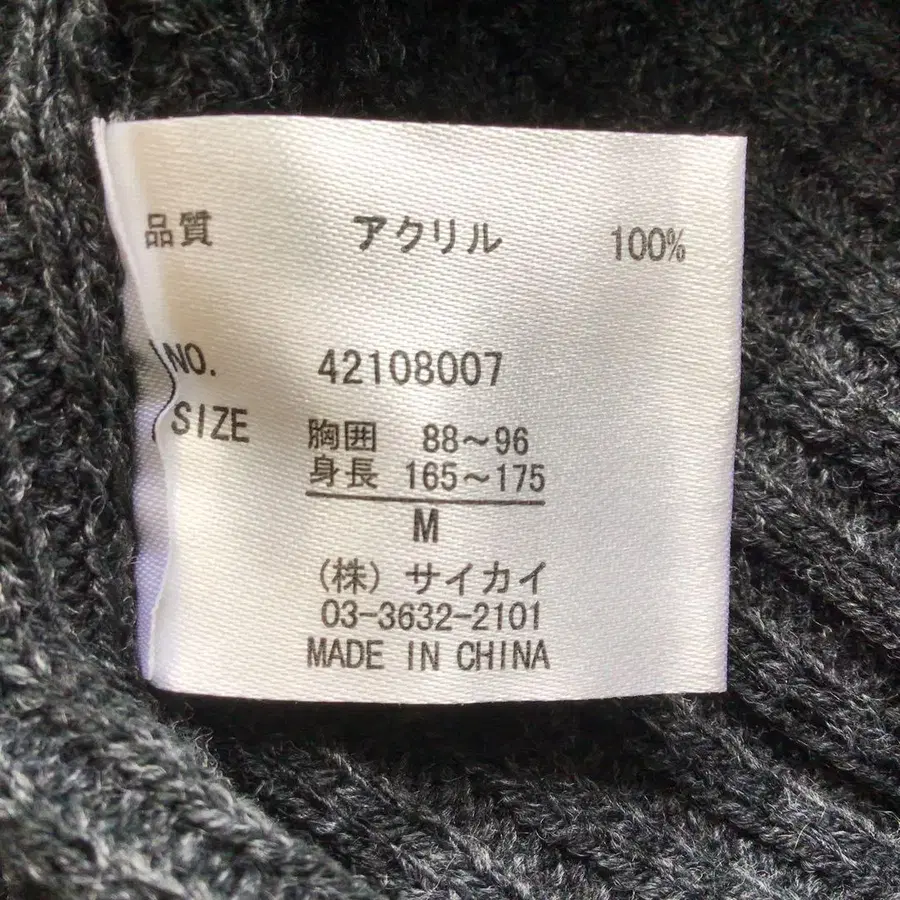 品質 アクリル 100%
NO. 42108007
SIZE 胸囲 88～96
身長 165～175
M
(株) サイカイ
03-3632-2101
MADE IN CHINA